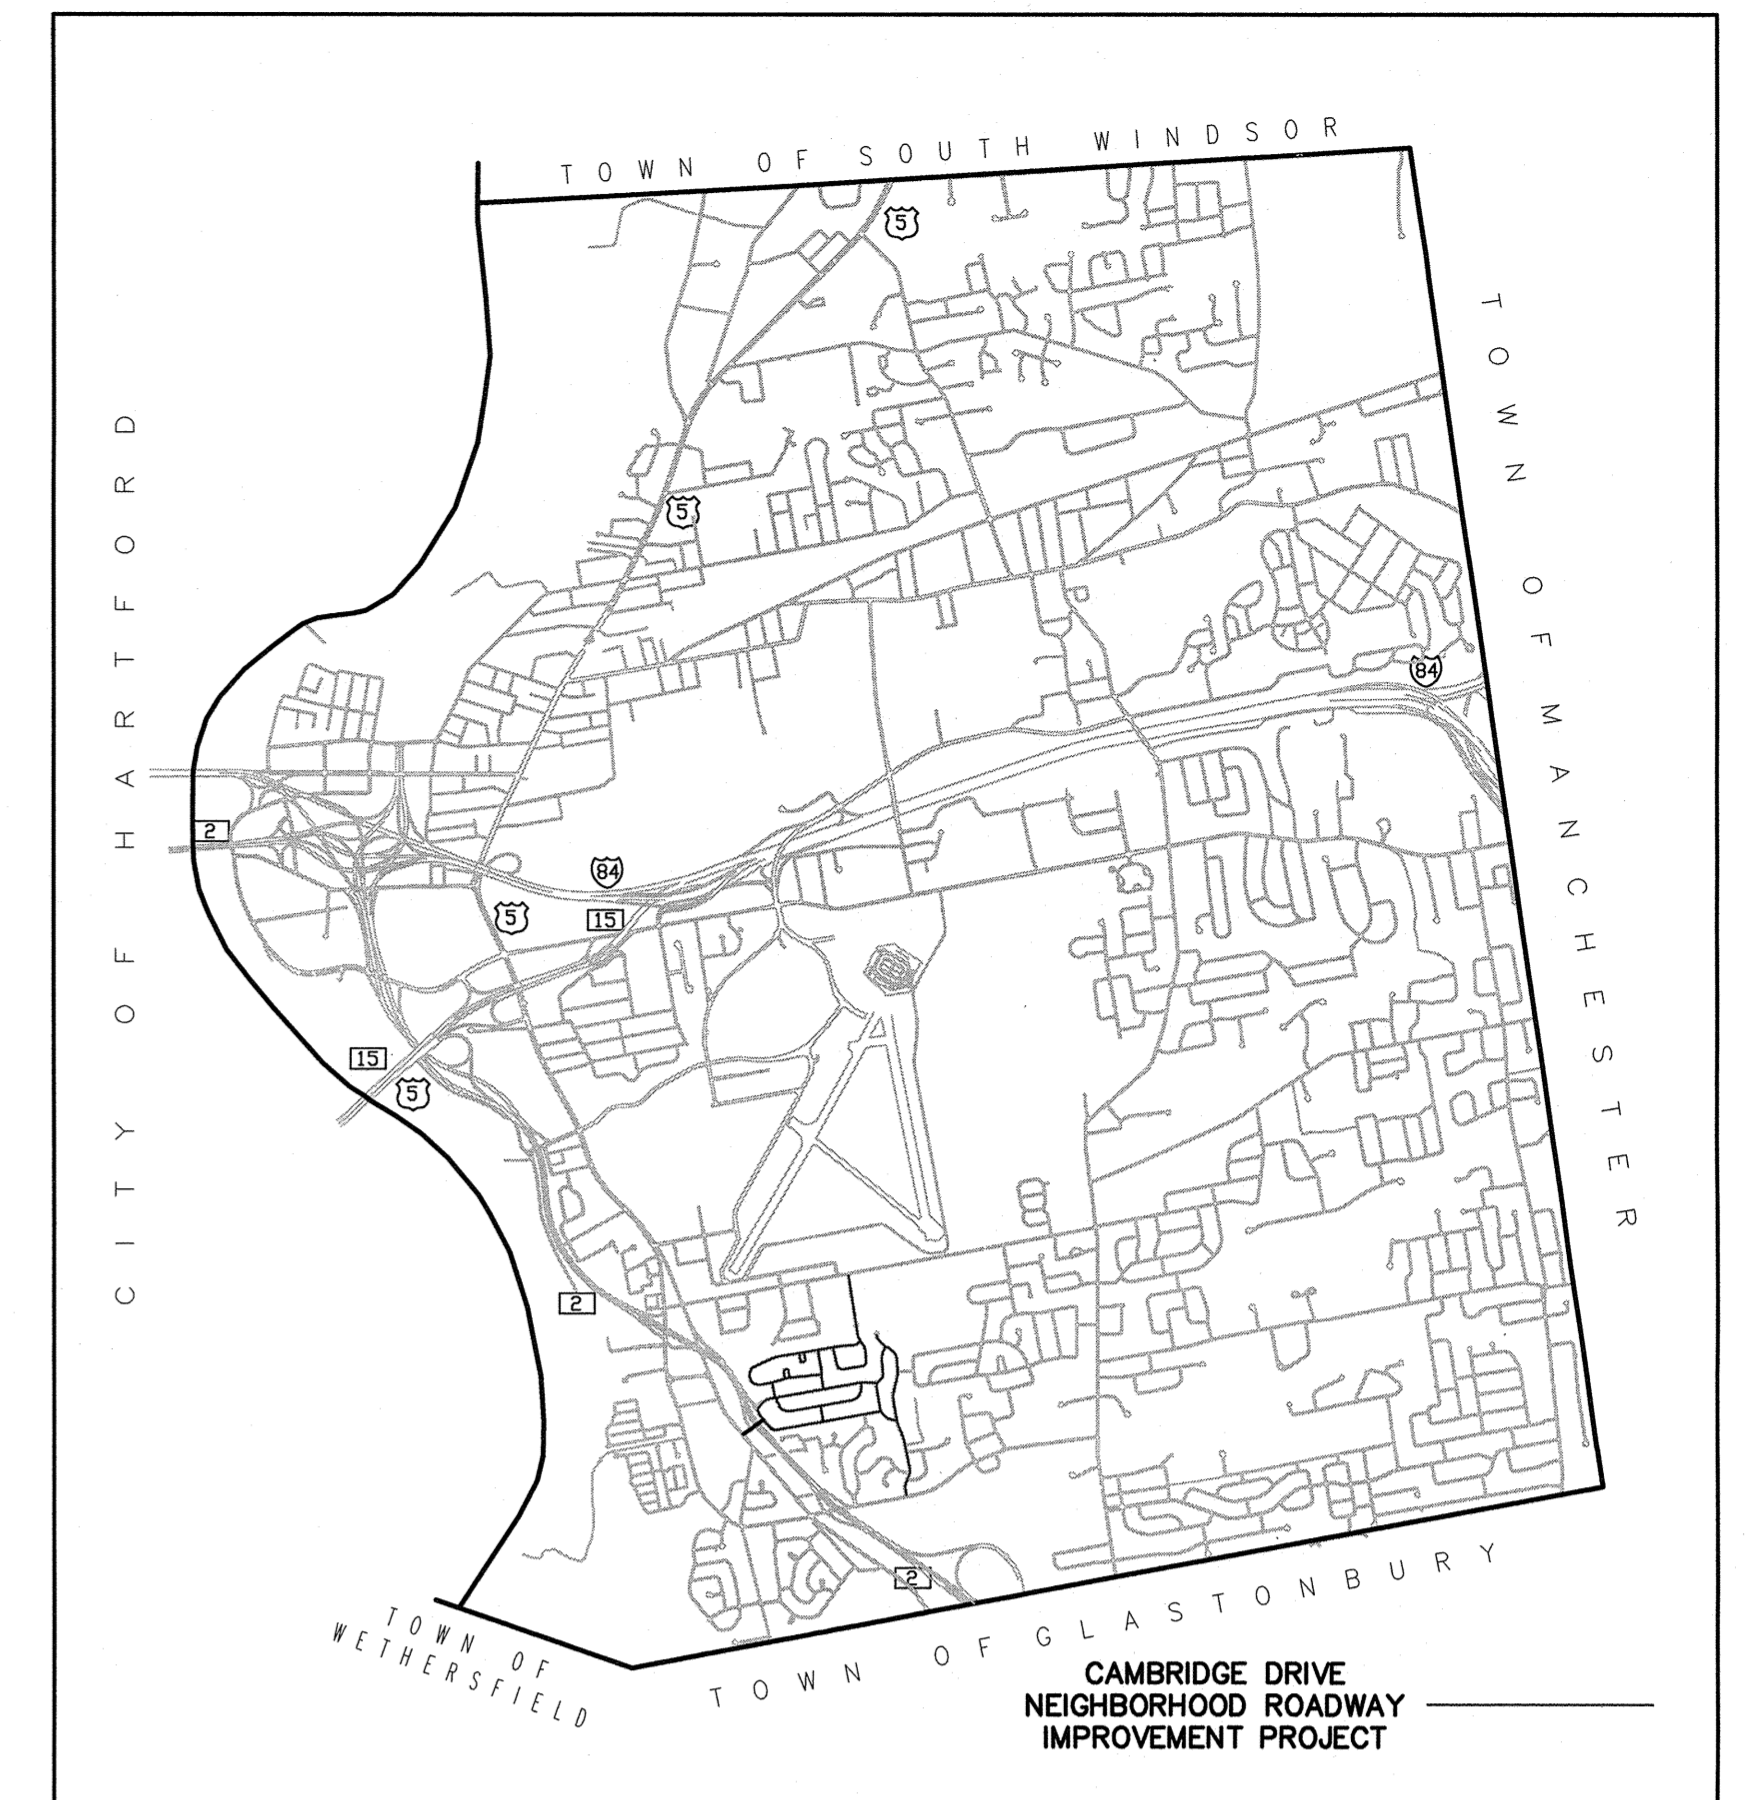 TOWN OF SOUTH WINDSOR
5
TOWN OF MANCHESTER
CITY OF HARTFORD
5
84
2
84
5
15
15
5
2
2
TOWN OF
WETHERSFIELD
TOWN OF GLASTONBURY
CAMBRIDGE DRIVE
NEIGHBORHOOD ROADWAY
IMPROVEMENT PROJECT